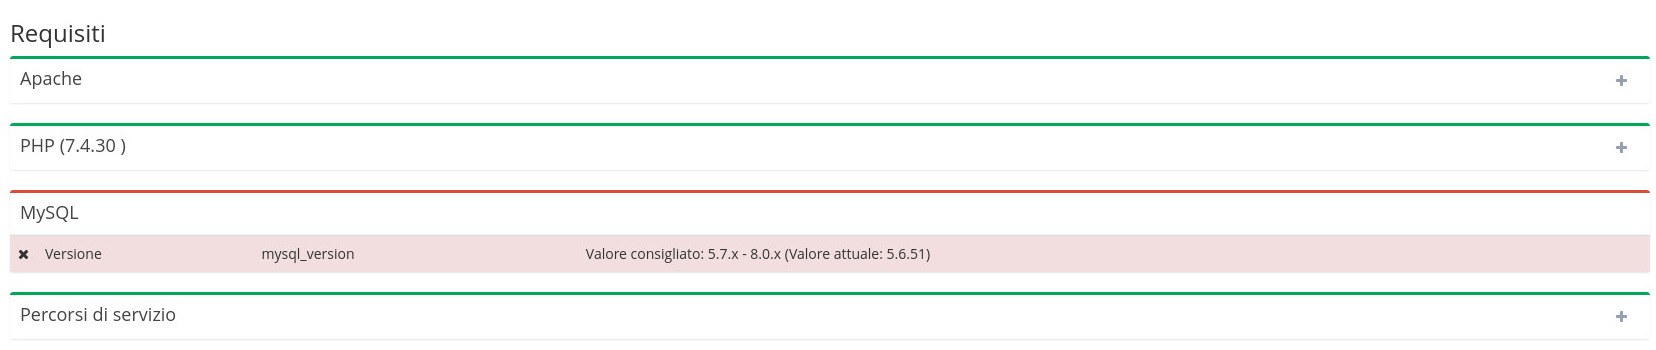 Requisiti
Apache
PHP (7.4.30 )
MySQL
Versione mysql_version Valore consigliato: 5.7.x - 8.0.x (Valore attuale: 5.6.51)
Percorsi di servizio